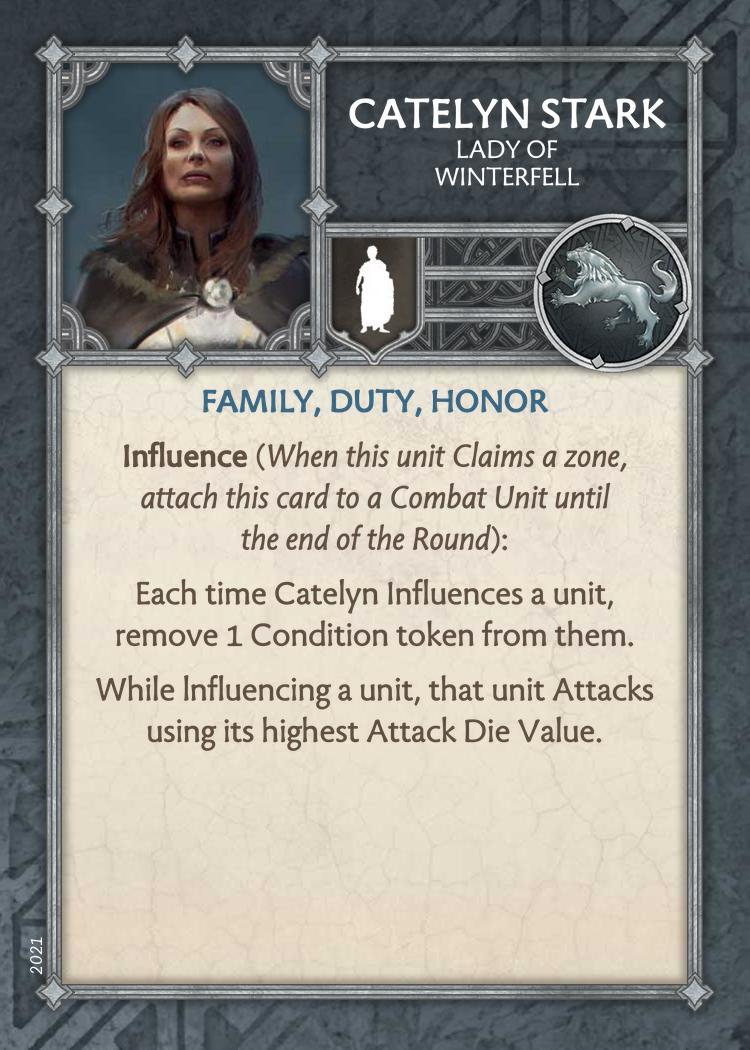 CATELYN STARK
LADY OF
WINTERFELL
FAMILY, DUTY, HONOR
Influence (When this unit Claims a zone,
attach this card to a Combat Unit until
the end of the Round):
Each time Catelyn Influences a unit,
remove 1 Condition token from them.
While Influencing a unit, that unit Attacks
using its highest Attack Die Value.
2021